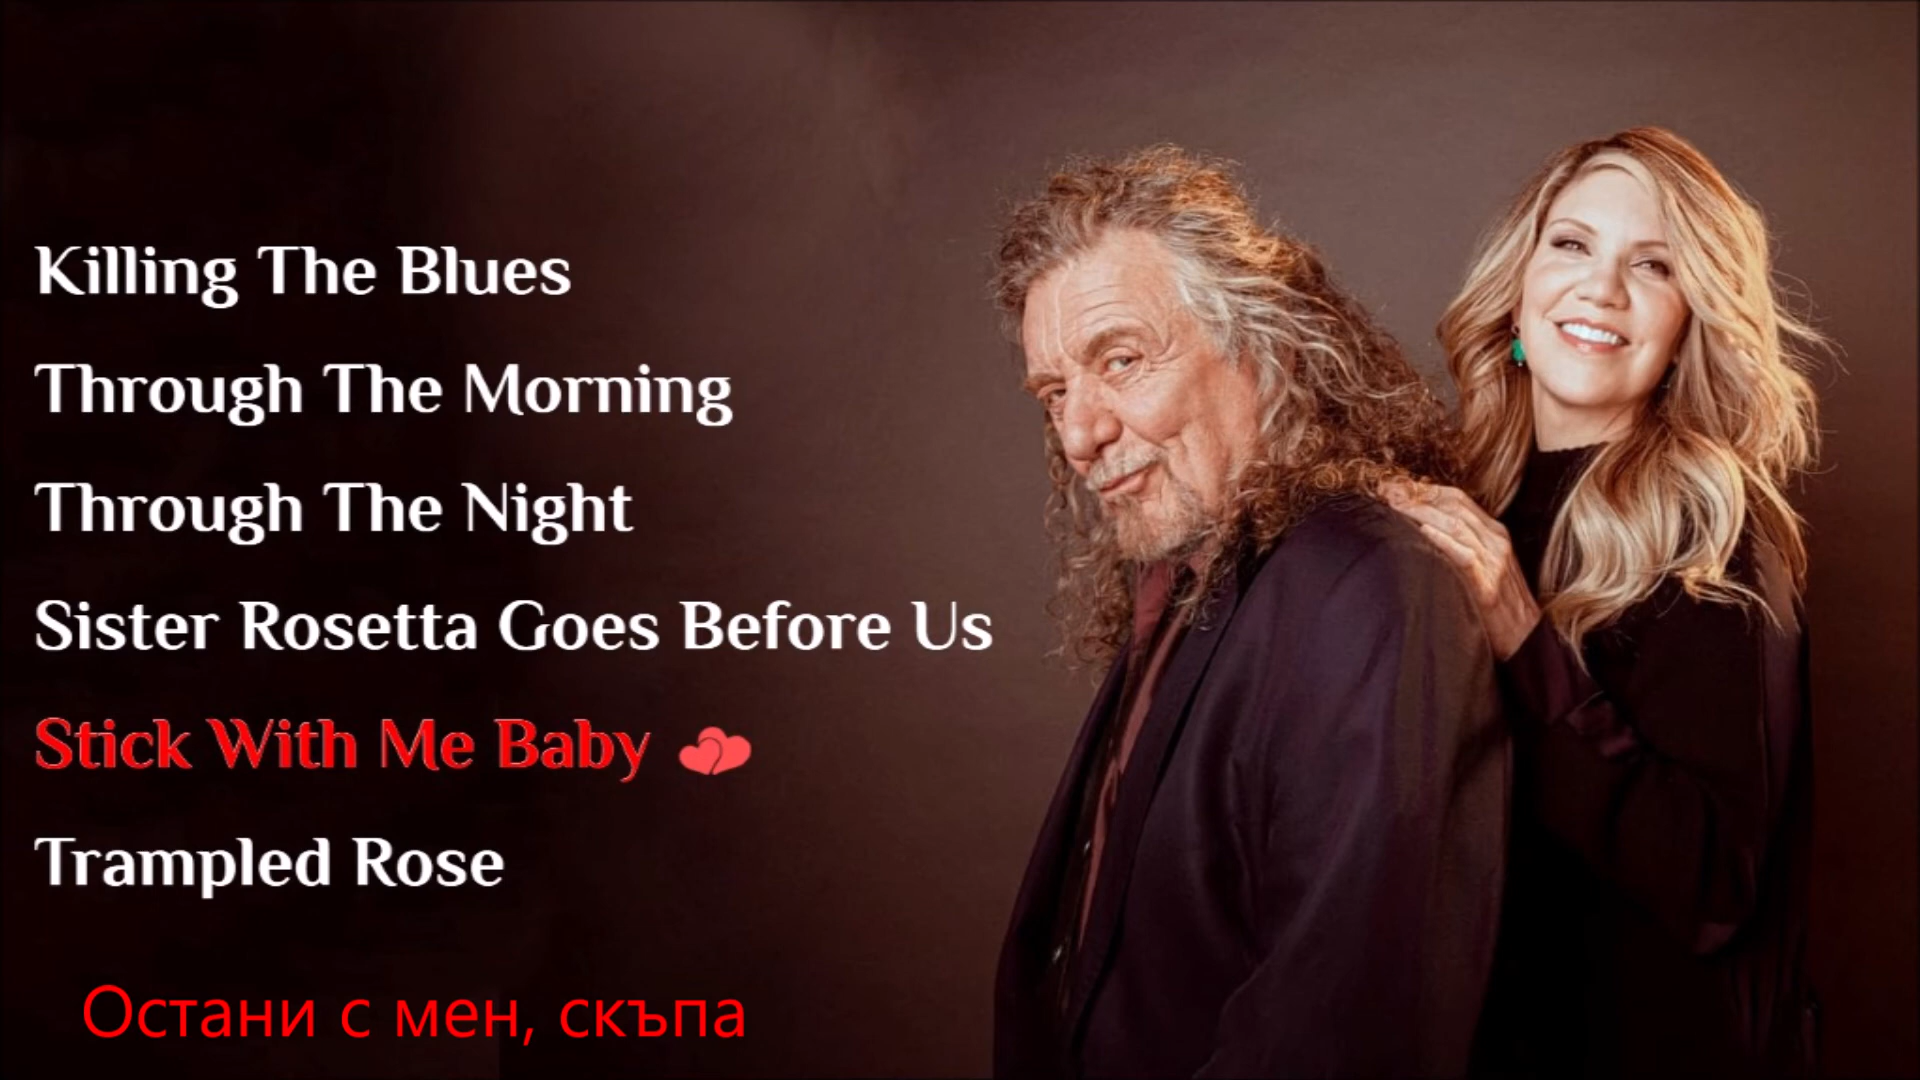 Killing The Blues
Through The Morning
Through The Night
Sister Rosetta Goes Before Us
Stick With Me Baby
Trampled Rose
Остани с мен, скъпа